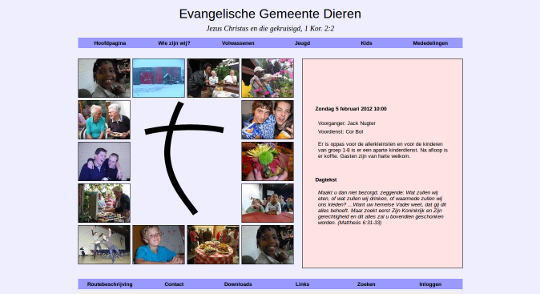 Evangelische Gemeente Dieren
Jezus Christus en die gekruisigd, 1 Kor. 2:2
Hoofdpagina Wie zijn wij? Volwassenen Jeugd Kids Mededelingen
Zondag 5 februari 2012 10:00
Voorganger: Jack Nugter
Voordienst: Cor Bol
Er is oppas voor de allerkleinsten en voor de kinderen
van groep 1-8 is er een aparte kinderdienst. Na afloop is
er koffie. Gasten zijn van harte welkom.
Dagtekst
Maakt u dan niet bezorgd, zeggende: Wat zullen wij
eten, of wat zullen wij drinken, of waarmede zullen wij
ons kleden? ...Want uw hemelse Vader weet, dat gij dit
alles behoeft. Maar zoekt eerst Zijn Koninkrijk en Zijn
gerechtigheid en dit alles zal u bovendien geschonken
worden. (Mattheüs 6:31-33)
Routebeschrijving Contact Downloads Links Zoeken Inloggen